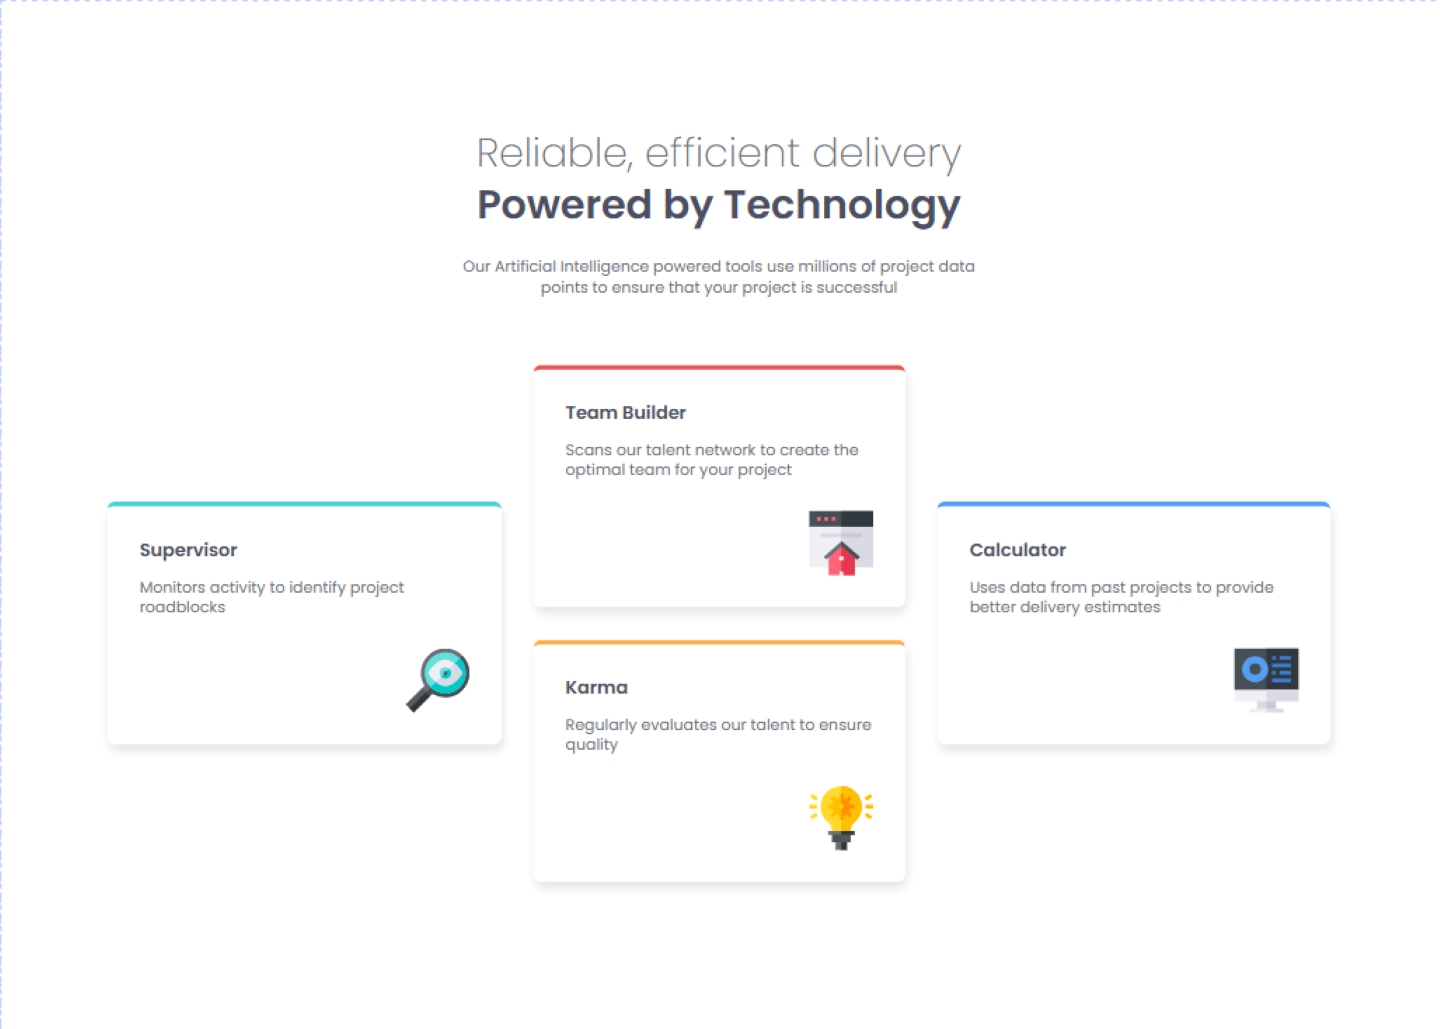 Reliable, efficient delivery
Powered by Technology
Our Artificial Intelligence powered tools use millions of project data
points to ensure that your project is successful
Team Builder
Scans our talent network to create the
optimal team for your project
Supervisor
Monitors activity to identify project
roadblocks
Karma
Regularly evaluates our talent to ensure
quality
Calculator
Uses data from past projects to provide
better delivery estimates